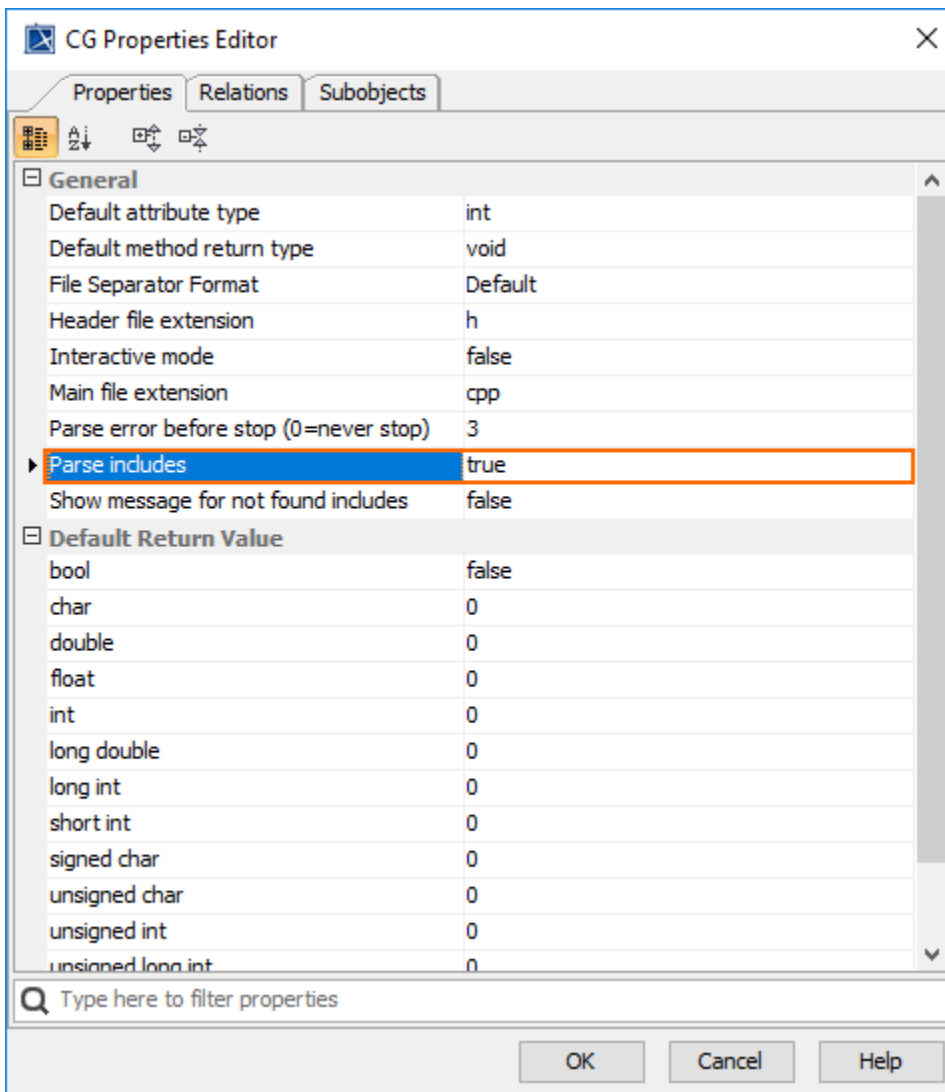 CG Properties Editor
Properties Relations Subobjects
General
Default attribute type int
Default method return type void
File Separator Format Default
Header file extension h
Interactive mode false
Main file extension cpp
Parse error before stop (0=never stop) 3
Parse includes true
Show message for not found includes false
Default Return Value
bool false
char 0
double 0
float 0
int 0
long double 0
long int 0
short int 0
signed char 0
unsigned char 0
unsigned int 0
unsigned long int 0
Type here to filter properties
OK Cancel Help